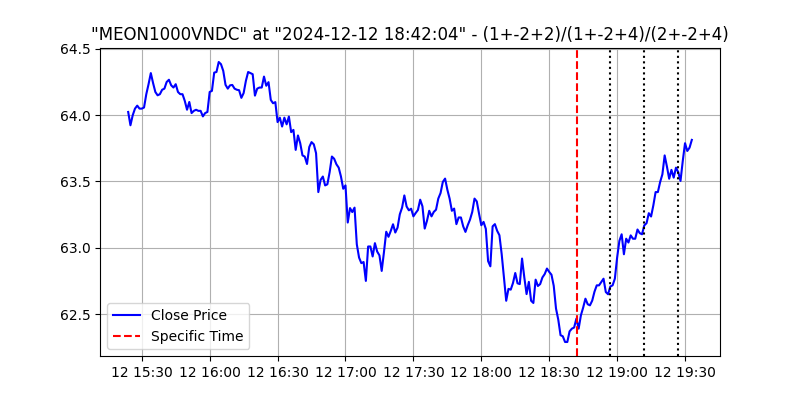 "MEON1000VNDC" at "2024-12-12 18:42:04" - (1+-2+2)/(1+-2+4)/(2+-2+4)
64.5
64.0
63.5
63.0
62.5
Close Price
Specific Time
12 15:30 12 16:00 12 16:30 12 17:00 12 17:30 12 18:00 12 18:30 12 19:00 12 19:30